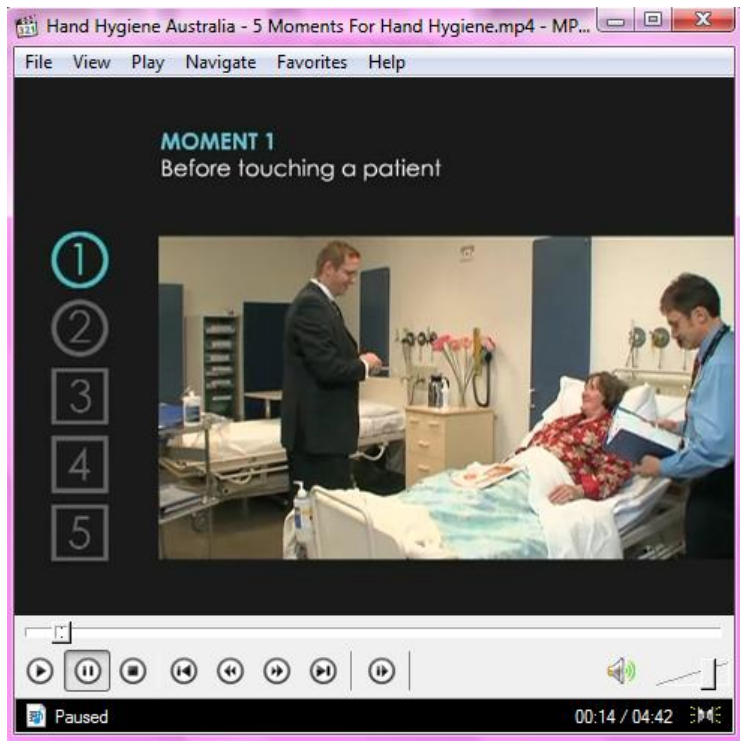 Hand Hygiene Australia - 5 Moments For Hand Hygiene.mp4 - MP...
File View Play Navigate Favorites Help
MOMENT 1
Before touching a patient
1
2
3
4
5
Paused 00:14 / 04:42